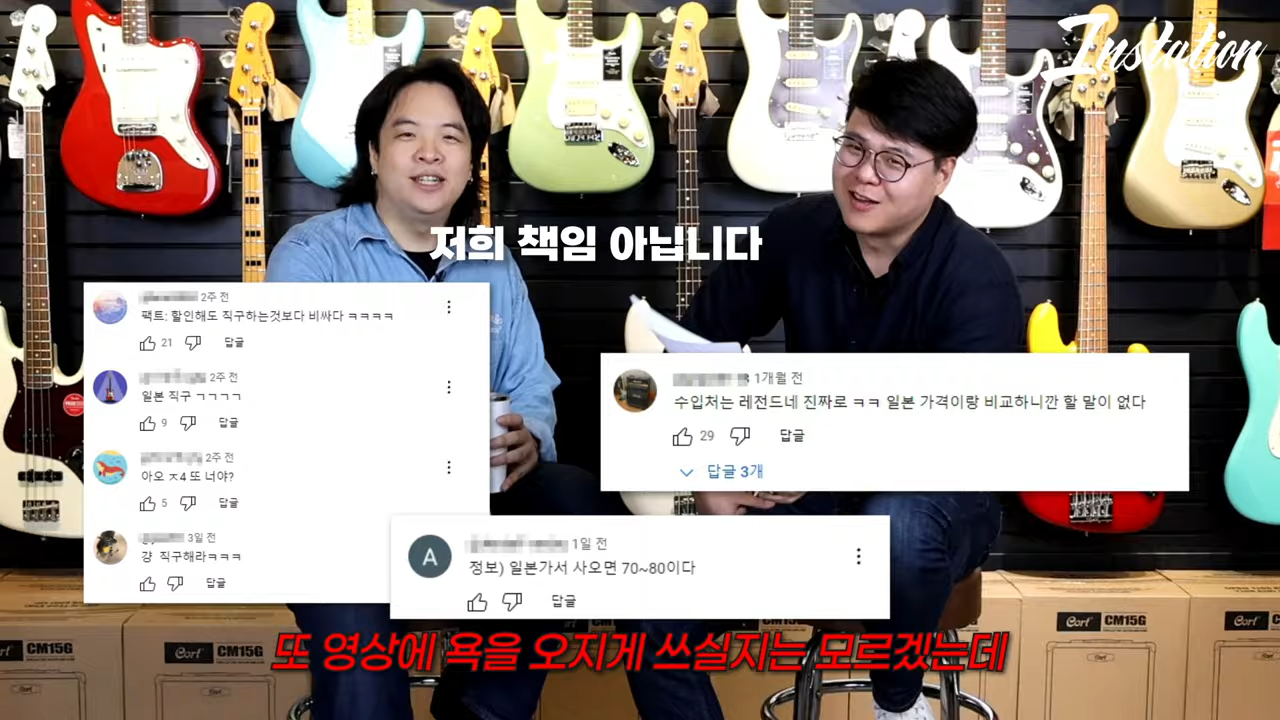 Instation
저희 책임 아닙니다
2주 전
팩트: 할인해도 직구하는것보다 비싸다 ㅋㅋㅋㅋ
21 답글
2주 전
일본 직구 ㄱㄱㄱㄱ
9 답글
2주 전
아오 ㅈ4 또 너야?
5 답글
3일 전
걍 직구해라ㅋㅋㅋ
답글
1개월 전
수입처는 레전드네 진짜로 ㅋㅋ 일본 가격이랑 비교하니깐 할 말이 없다
29 답글
답글 3개
A
1일 전
정보) 일본가서 사오면 70~80이다
답글
또 영상에 욕을 오지게 쓰실지는 모르겠는데
Cort CM15G
Cort CM15G
Cort CM15G
Cort